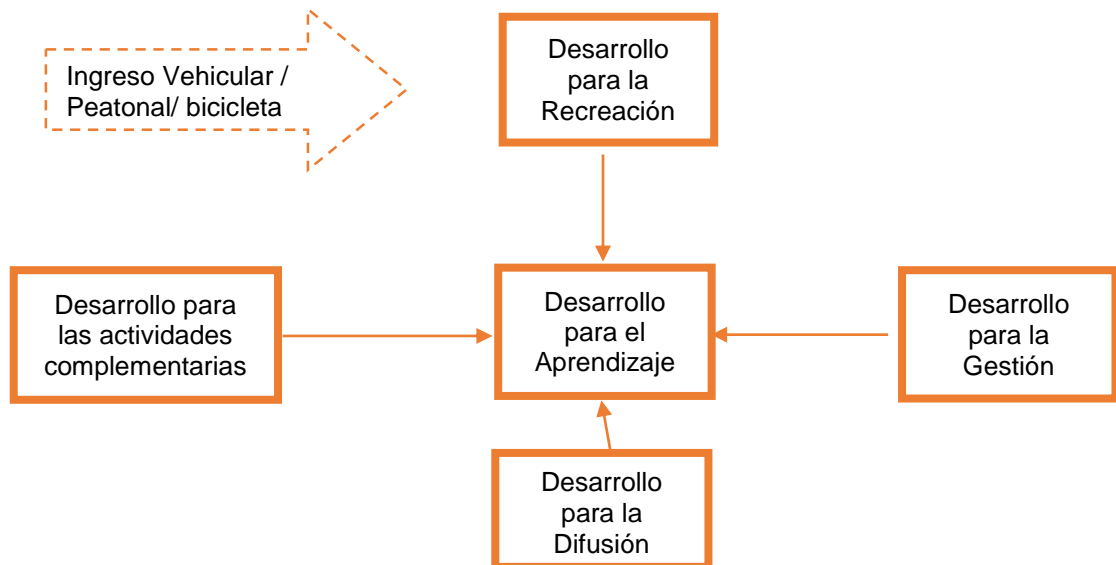 Ingreso Vehicular /
Peatonal/ bicicleta
Desarrollo
para la
Recreación
Desarrollo para
las actividades
complementarias
Desarrollo
para el
Aprendizaje
Desarrollo
para la
Gestión
Desarrollo
para la
Difusión